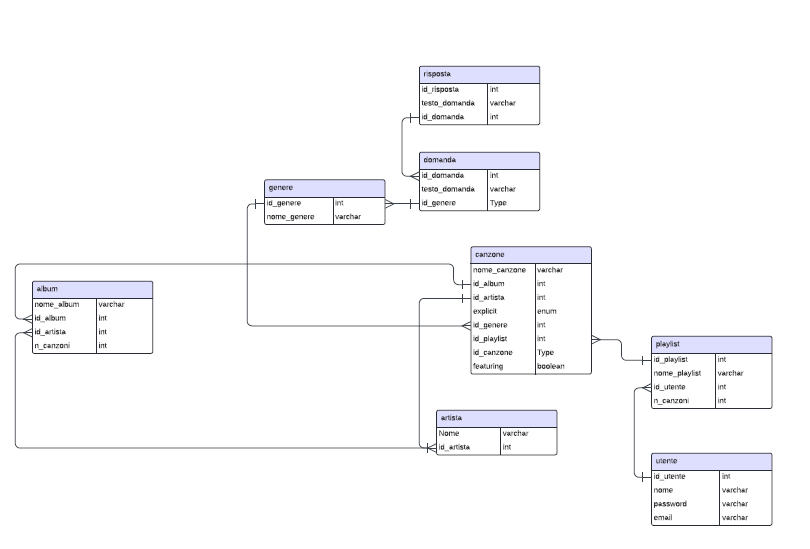 risposta
id_risposta int
testo_domanda varchar
id_domanda int
domanda
id_domanda int
testo_domanda varchar
id_genere Type
genere
id_genere int
nome_genere varchar
canzone
nome_canzone varchar
id_album int
id_artista int
explicit enum
id_genere int
id_playlist int
id_canzone Type
featuring boolean
album
nome_album varchar
id_album int
id_artista int
n_canzoni int
playlist
id_playlist int
nome_playlist varchar
id_utente int
n_canzoni int
artista
Nome varchar
id_artista int
utente
id_utente int
nome varchar
password varchar
email varchar